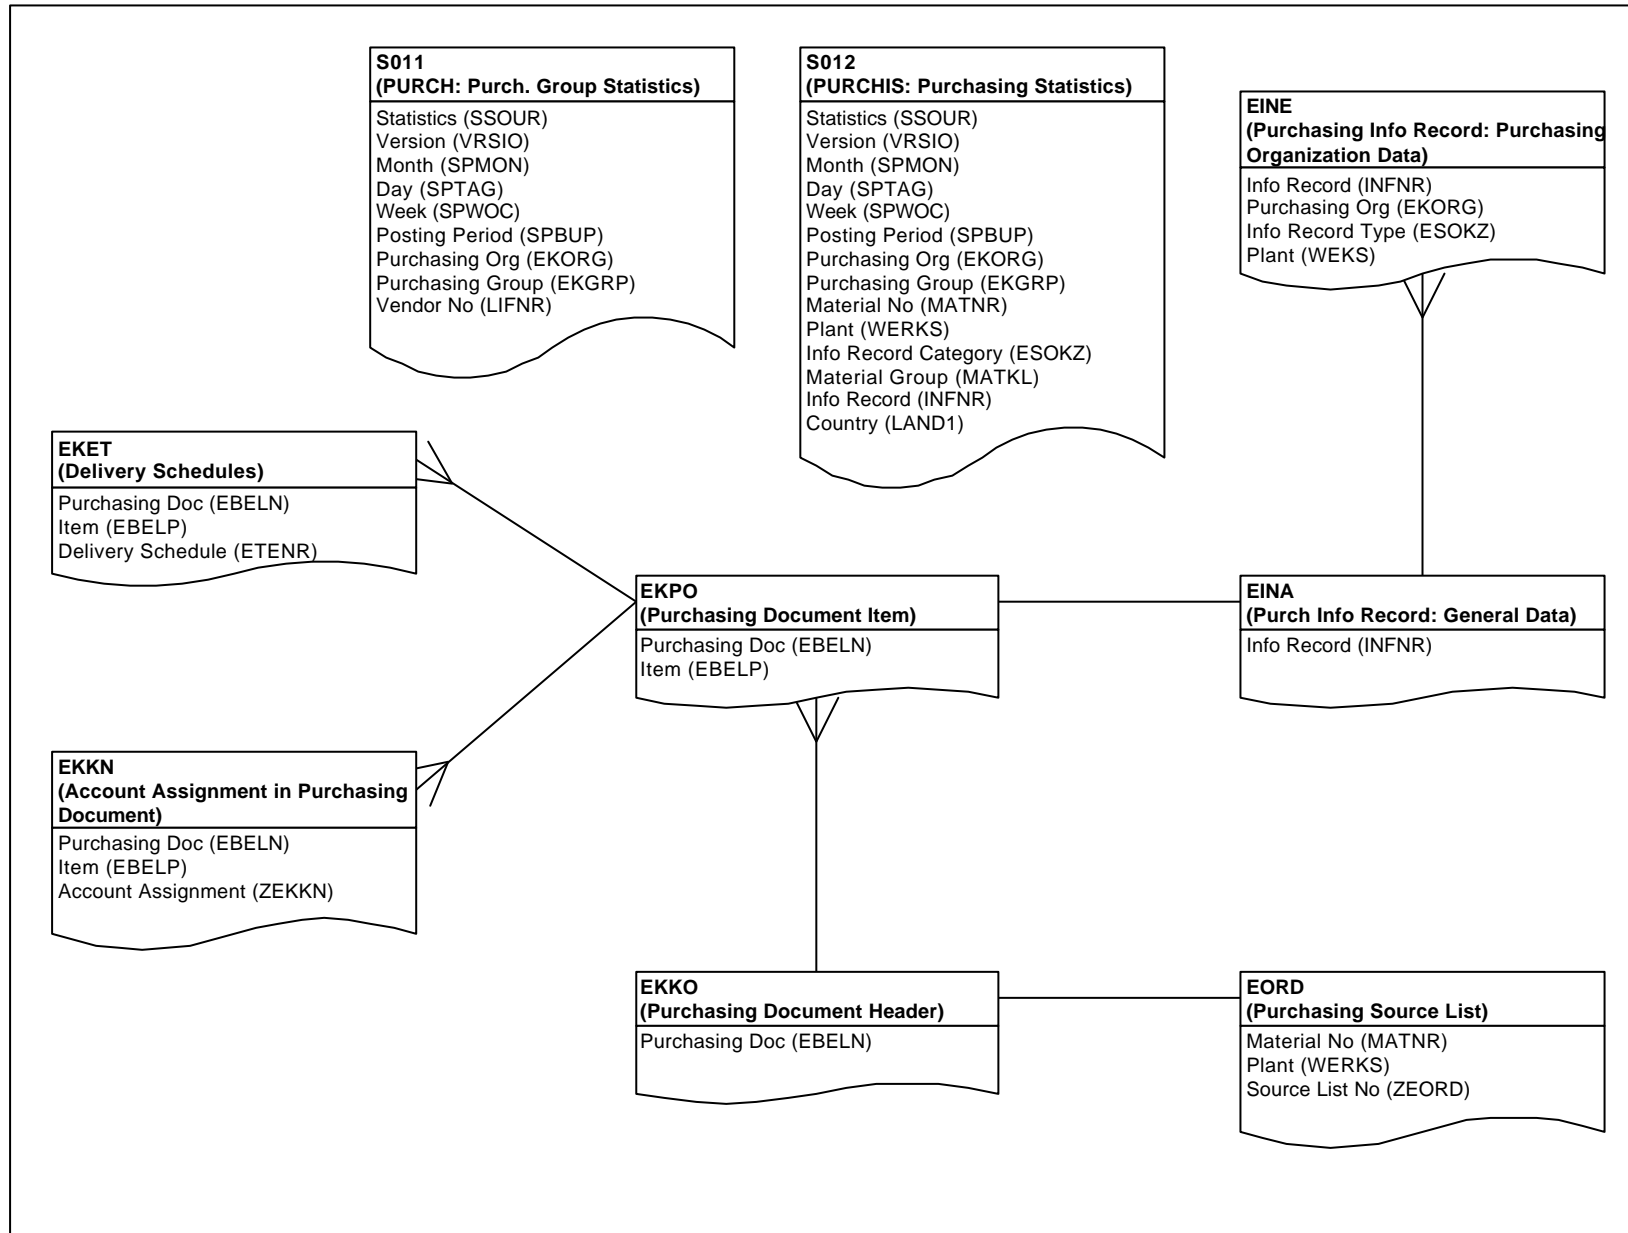 S011
(PURCH: Purch. Group Statistics)
Statistics (SSOUR)
Version (VRSIO)
Month (SPMON)
Day (SPTAG)
Week (SPWOC)
Posting Period (SPBUP)
Purchasing Org (EKORG)
Purchasing Group (EKGRP)
Vendor No (LIFNR)
S012
(PURCHIS: Purchasing Statistics)
Statistics (SSOUR)
Version (VRSIO)
Month (SPMON)
Day (SPTAG)
Week (SPWOC)
Posting Period (SPBUP)
Purchasing Org (EKORG)
Purchasing Group (EKGRP)
Material No (MATNR)
Plant (WERKS)
Info Record Category (ESOKZ)
Material Group (MATKL)
Info Record (INFNR)
Country (LAND1)
EINE
(Purchasing Info Record: Purchasing
Organization Data)
Info Record (INFNR)
Purchasing Org (EKORG)
Info Record Type (ESOKZ)
Plant (WEKS)
EKET
(Delivery Schedules)
Purchasing Doc (EBELN)
Item (EBELP)
Delivery Schedule (ETENR)
EKPO
(Purchasing Document Item)
Purchasing Doc (EBELN)
Item (EBELP)
EINA
(Purch Info Record: General Data)
Info Record (INFNR)
EKKN
(Account Assignment in Purchasing
Document)
Purchasing Doc (EBELN)
Item (EBELP)
Account Assignment (ZEKKN)
EKKO
(Purchasing Document Header)
Purchasing Doc (EBELN)
EORD
(Purchasing Source List)
Material No (MATNR)
Plant (WERKS)
Source List No (ZEORD)